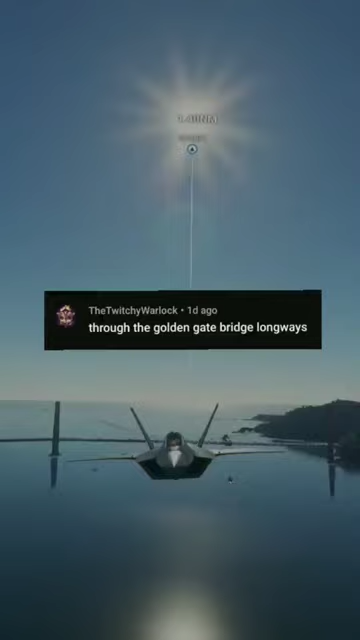 TheTwitchyWarlock • 1d ago
through the golden gate bridge longways